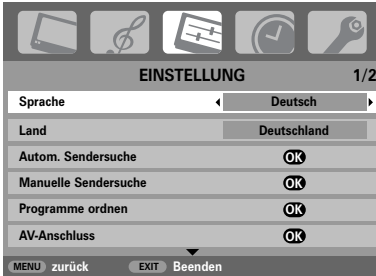 EINSTELLUNG 1/2
Sprache Deutsch
Land Deutschland
Autom. Sendersuche OK
Manuelle Sendersuche OK
Programme ordnen OK
AV-Anschluss OK
MENU zurück EXIT Beenden